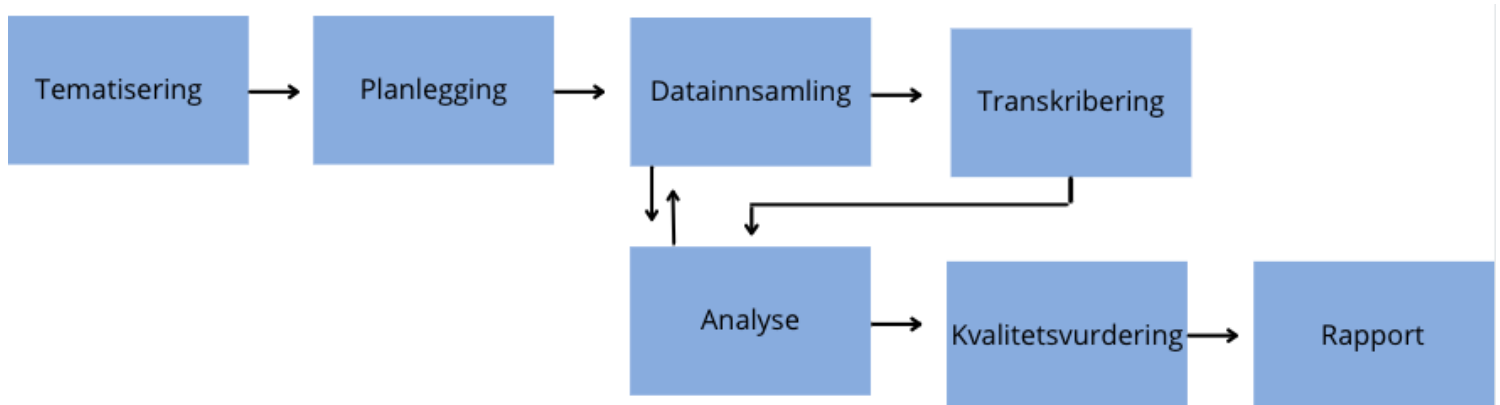 Tematisering
Planlegging
Datainnsamling
Transkribering
Analyse
Kvalitetsvurdering
Rapport